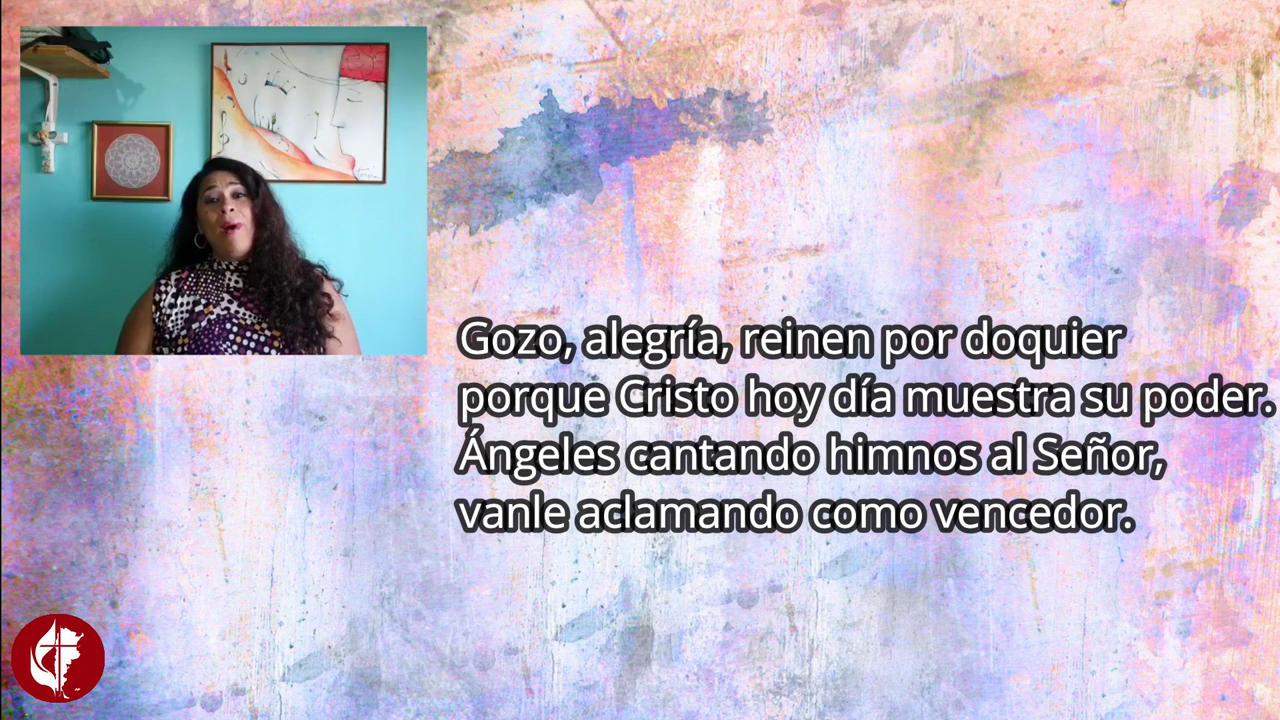 Gozo, alegría, reinen por doquier
porque Cristo hoy día muestra su poder.
Ángeles cantando himnos al Señor,
vanle aclamando como vencedor.